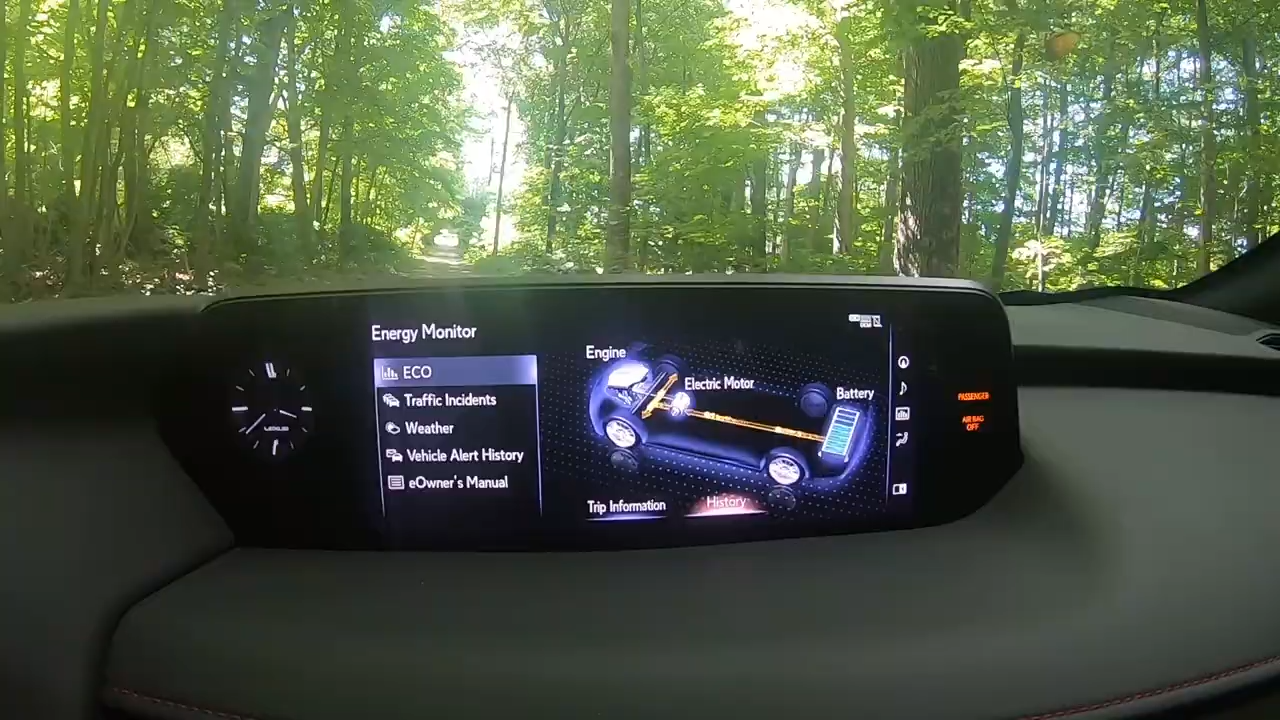 Energy Monitor
ECO
Traffic Incidents
Weather
Vehicle Alert History
eOwner's Manual
Engine
Electric Motor
Battery
Trip Information
History
LEXUS
PASSENGER
AIR BAG
OFF